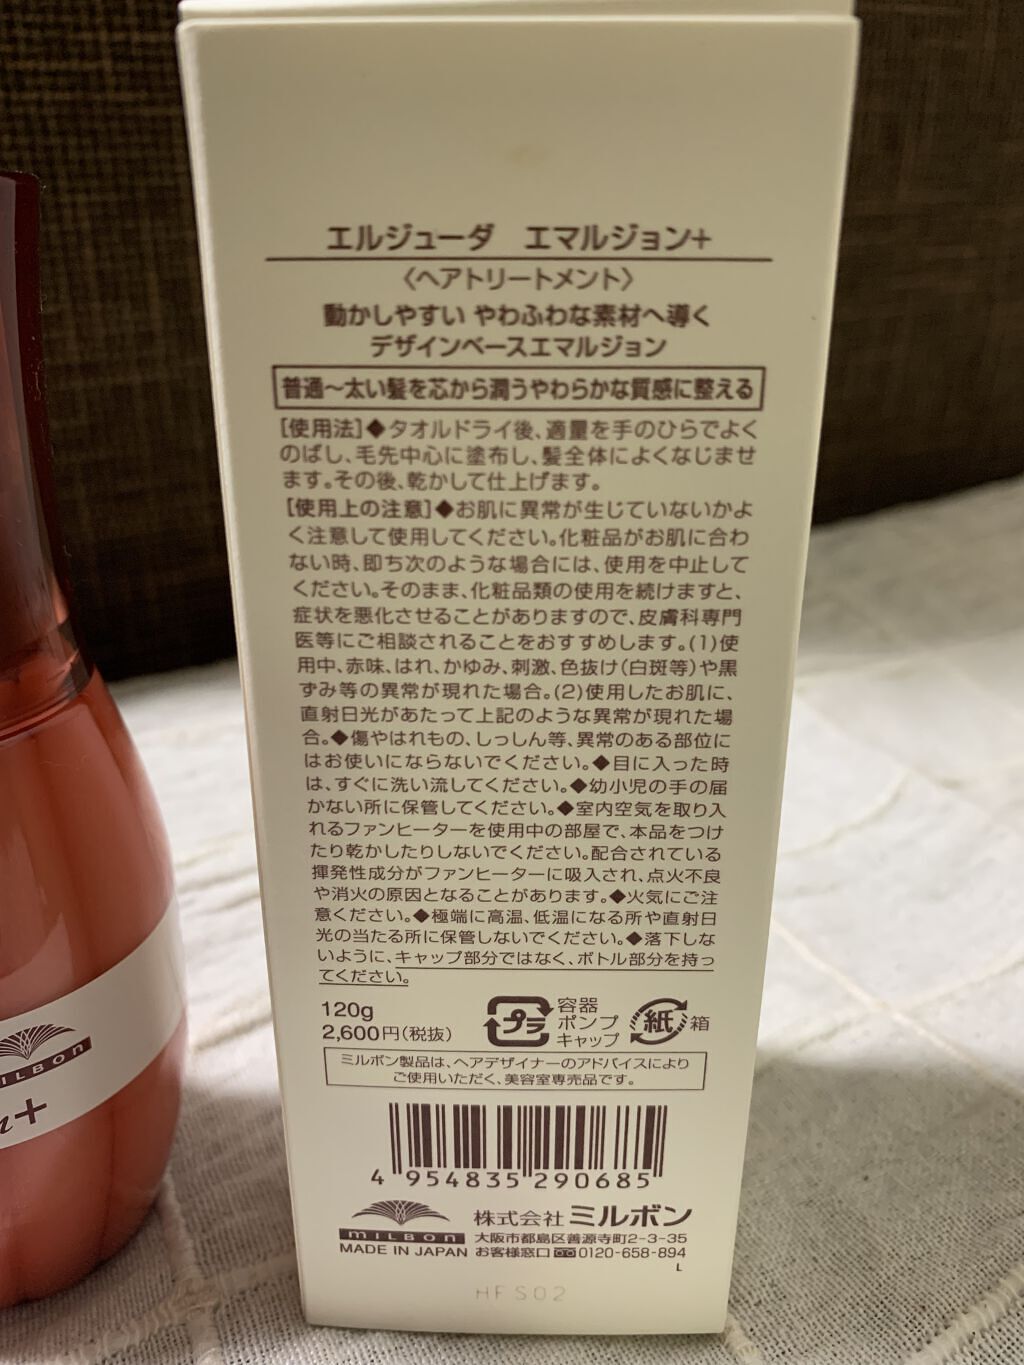 エルジューダ　エマルジョン+
〈ヘアトリートメント〉
動かしやすい やわふわな素材へ導く
デザインベースエマルジョン
普通〜太い髪を芯から潤うやわらかな質感に整える
[使用法]◆タオルドライ後、適量を手のひらでよく
のばし、毛先中心に塗布し、髪全体によくなじませ
ます。その後、乾かして仕上げます。
[使用上の注意]◆お肌に異常が生じていないかよ
く注意して使用してください。化粧品がお肌に合わ
ない時、即ち次のような場合には、使用を中止して
ください。そのまま、化粧品類の使用を続けますと、
症状を悪化させることがありますので、皮膚科専門
医等にご相談されることをおすすめします。(1)使
用中、赤味、はれ、かゆみ、刺激、色抜け(白斑等)や黒
ずみ等の異常が現れた場合。(2)使用したお肌に、
直射日光があたって上記のような異常が現れた場
合。◆傷やはれもの、しっしん等、異常のある部位に
はお使いにならないでください。◆目に入った時
は、すぐに洗い流してください。◆幼小児の手の届
かない所に保管してください。◆室内空気を取り入
れるファンヒーターを使用中の部屋で、本品をつけ
たり乾かしたりしないでください。配合されている
揮発性成分がファンヒーターに吸入され、点火不良
や消火の原因となることがあります。◆火気にご注
意ください。◆極端に高温、低温になる所や直射日
光の当たる所に保管しないでください。◆落下しな
いように、キャップ部分ではなく、ボトル部分を持っ
てください。
120g
2,600円(税抜)
プラ
容器
ポンプ
キャップ
紙
箱
ミルボン製品は、ヘアデザイナーのアドバイスにより
ご使用いただく、美容室専売品です。
4 954835 290685
MILBON
MADE IN JAPAN
株式会社 ミルボン
大阪市都島区善源寺町2-3-35
お客様窓口 0120-658-894
L
HFS02
ILBON
+